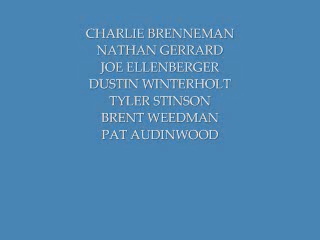 CHARLIE BRENNEMAN
NATHAN GERRARD
JOE ELLENBERGER
DUSTIN WINTERHOLT
TYLER STINSON
BRENT WEEDMAN
PAT AUDINWOOD